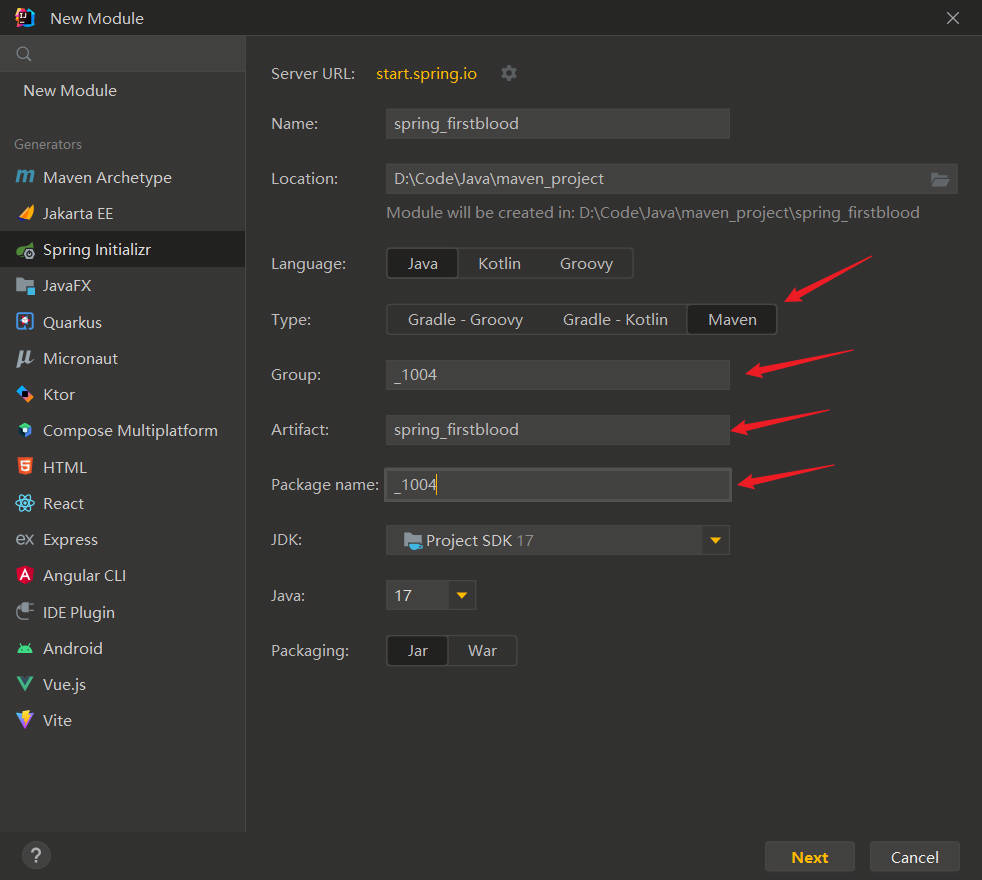 New Module
New Module
Generators
Maven Archetype
Jakarta EE
Spring Initializr
JavaFX
Quarkus
Micronaut
Ktor
Compose Multiplatform
HTML
React
Express
Angular CLI
IDE Plugin
Android
Vue.js
Vite
Server URL: start.spring.io
Name: spring_firstblood
Location: D:\Code\Java\maven_project
Module will be created in: D:\Code\Java\maven_project\spring_firstblood
Language: Java Kotlin Groovy
Type: Gradle - Groovy Gradle - Kotlin Maven
Group: _1004
Artifact: spring_firstblood
Package name: _1004
JDK: Project SDK 17
Java: 17
Packaging: Jar War
? Next Cancel